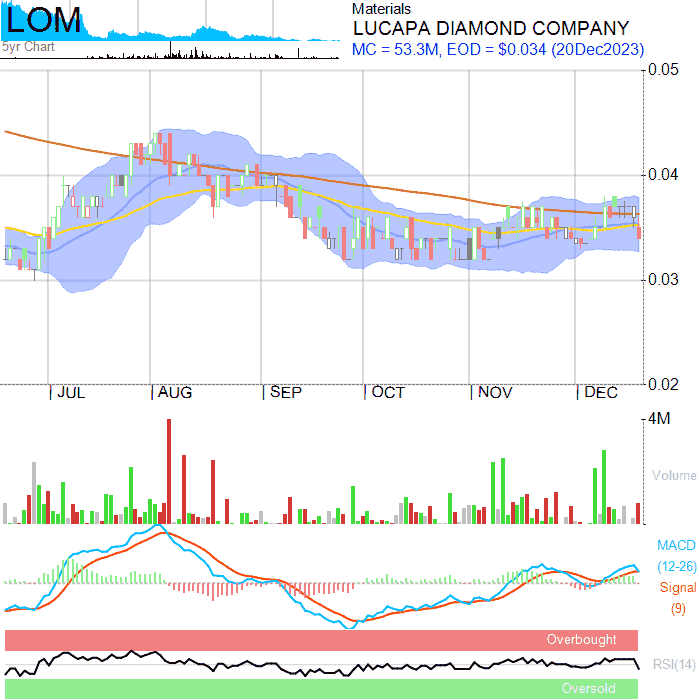 LOM
5yr Chart
Materials
LUCAPA DIAMOND COMPANY
MC = 53.3M, EOD = $0.034 (20Dec2023)
0.05
0.04
0.03
0.02
JUL AUG SEP OCT NOV DEC
4M
Volume
MACD
(12-26)
Signal
(9)
Overbought
RSI(14)
Oversold